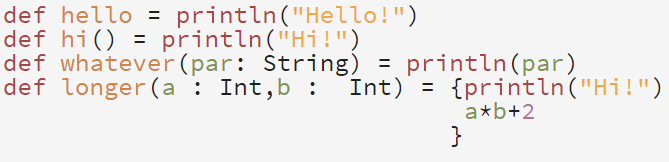 def hello = println("Hello!")
def hi() = println("Hi!")
def whatever(par: String) = println(par)
def longer(a : Int,b :  Int) = {println("Hi!")
                                a*b+2
                               }